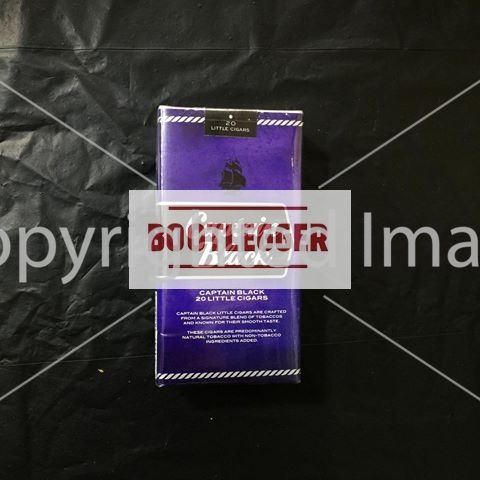 20
LITTLE CIGARS
Captain
BOOTLEGGER
Black
opyrig d Ima
CAPTAIN BLACK
20 LITTLE CIGARS
CAPTAIN BLACK LITTLE CIGARS ARE CRAFTED
FROM A SIGNATURE BLEND OF TOBACCOS
AND KNOWN FOR THEIR SMOOTH TASTE.
THESE CIGARS ARE PREDOMINANTLY
NATURAL TOBACCO WITH NON-TOBACCO
INGREDIENTS ADDED.